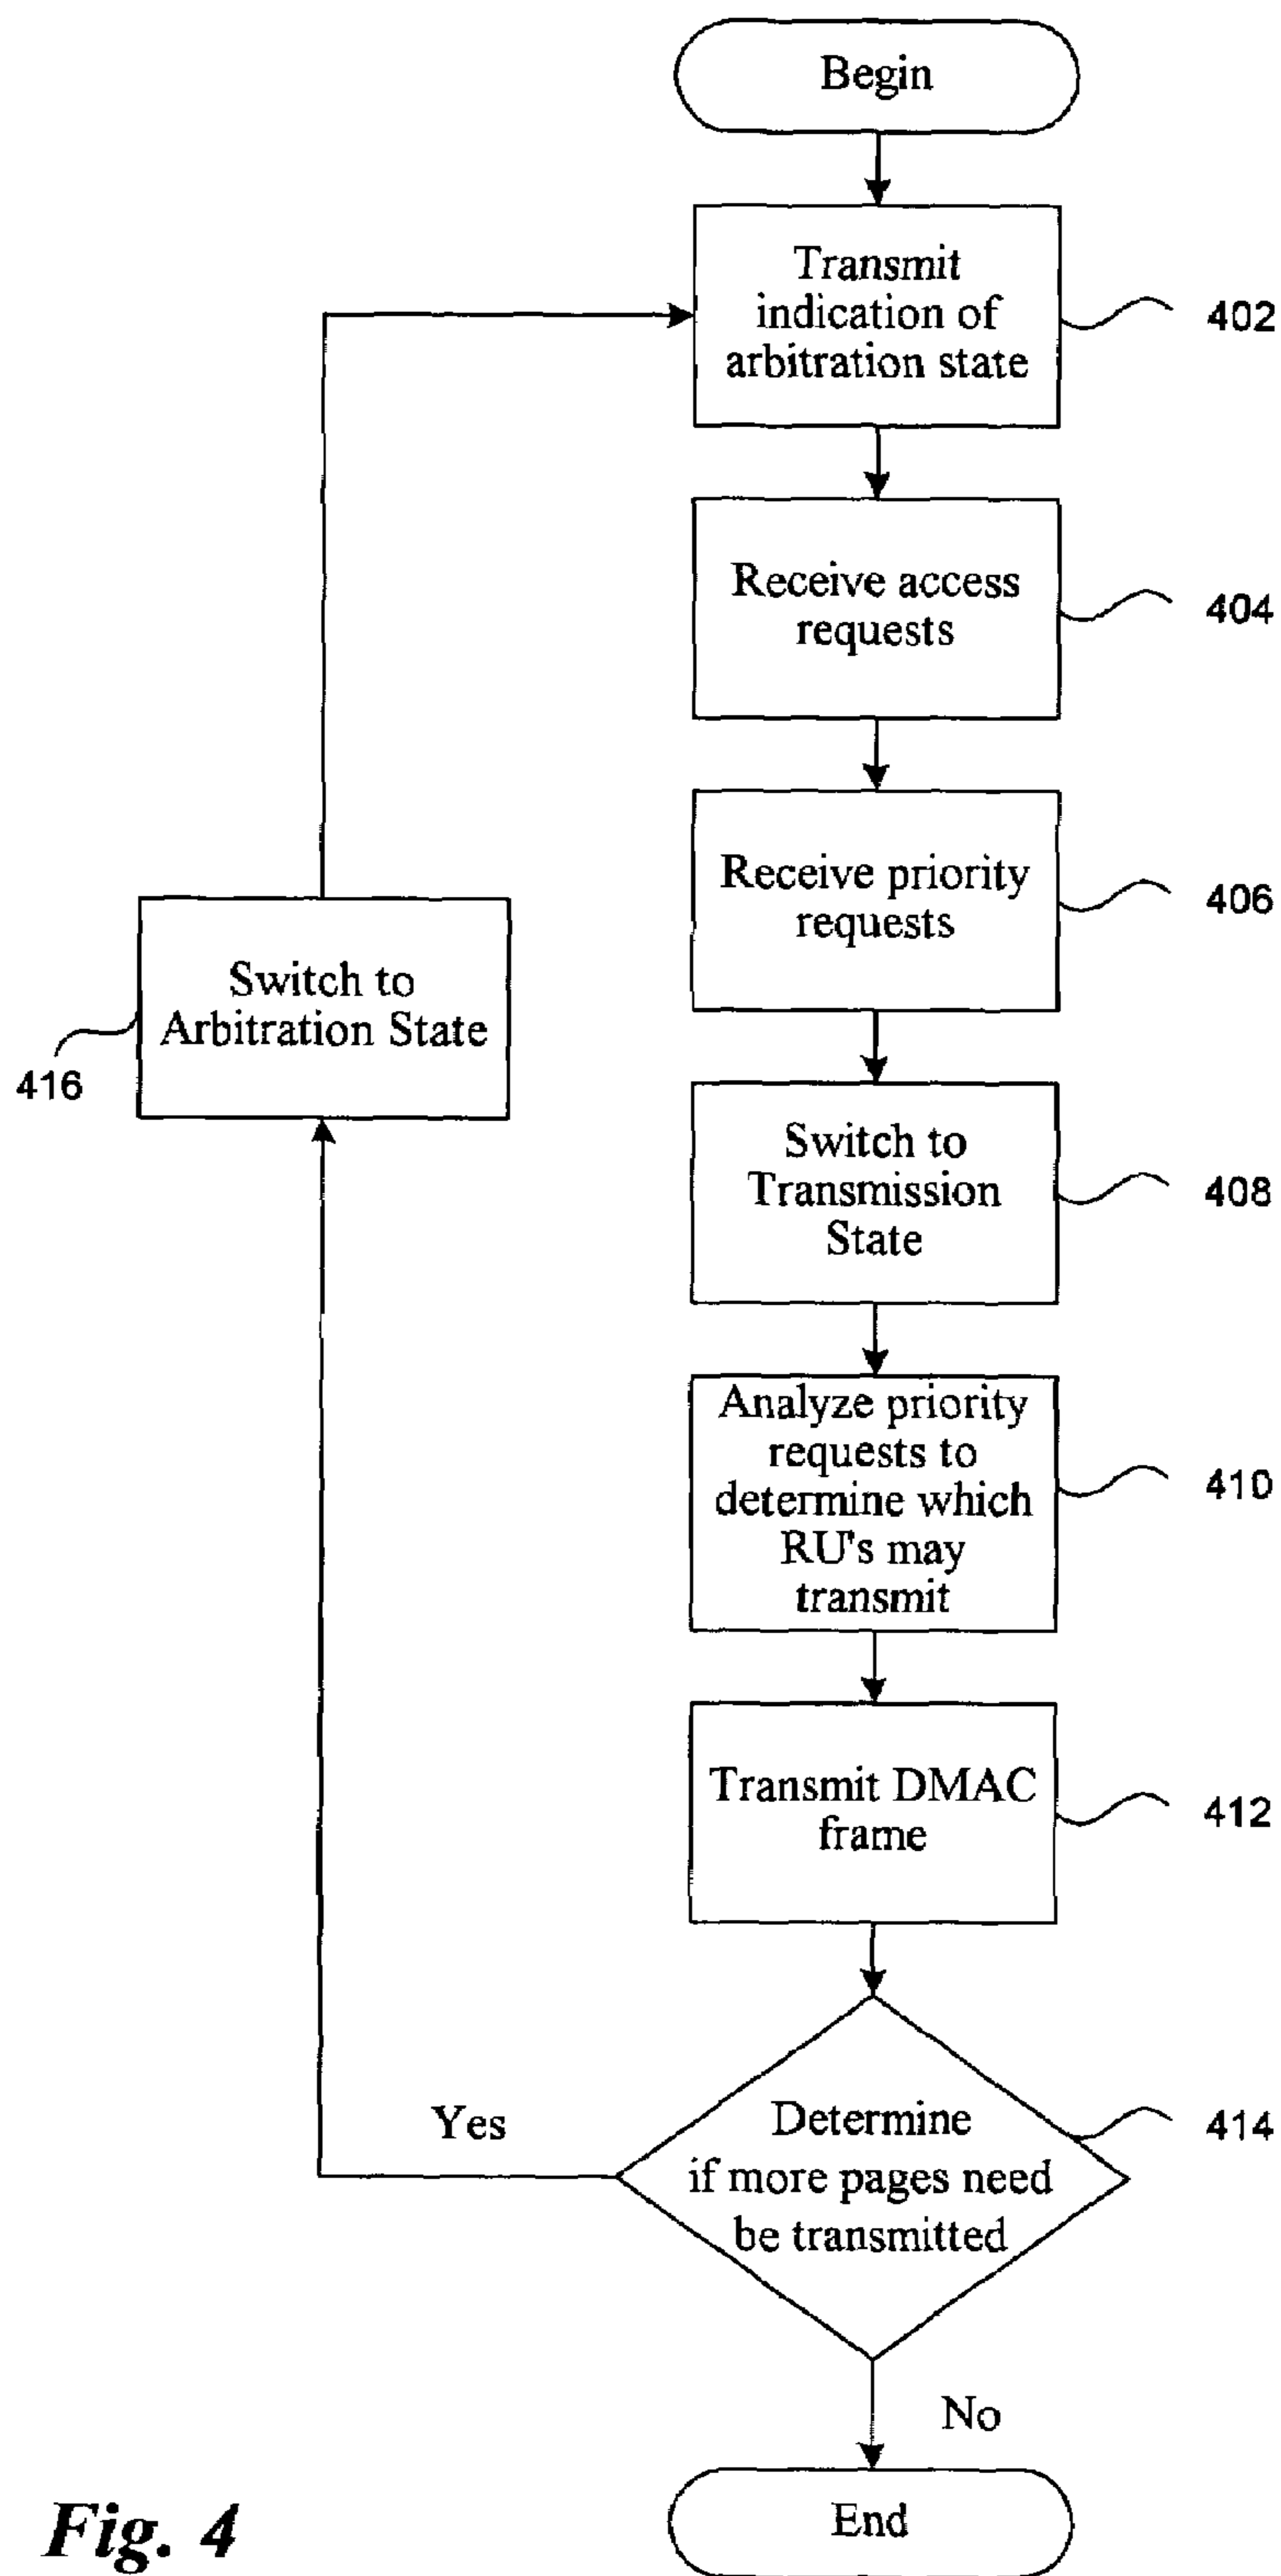 Begin
Transmit
indication of
arbitration state
402
Receive access
requests
404
Receive priority
requests
406
Switch to
Arbitration State
416
Switch to
Transmission
State
408
Analyze priority
requests to
determine which
RU's may
transmit
410
Transmit DMAC
frame
412
Determine
if more pages need
be transmitted
414
Yes
No
End
Fig. 4